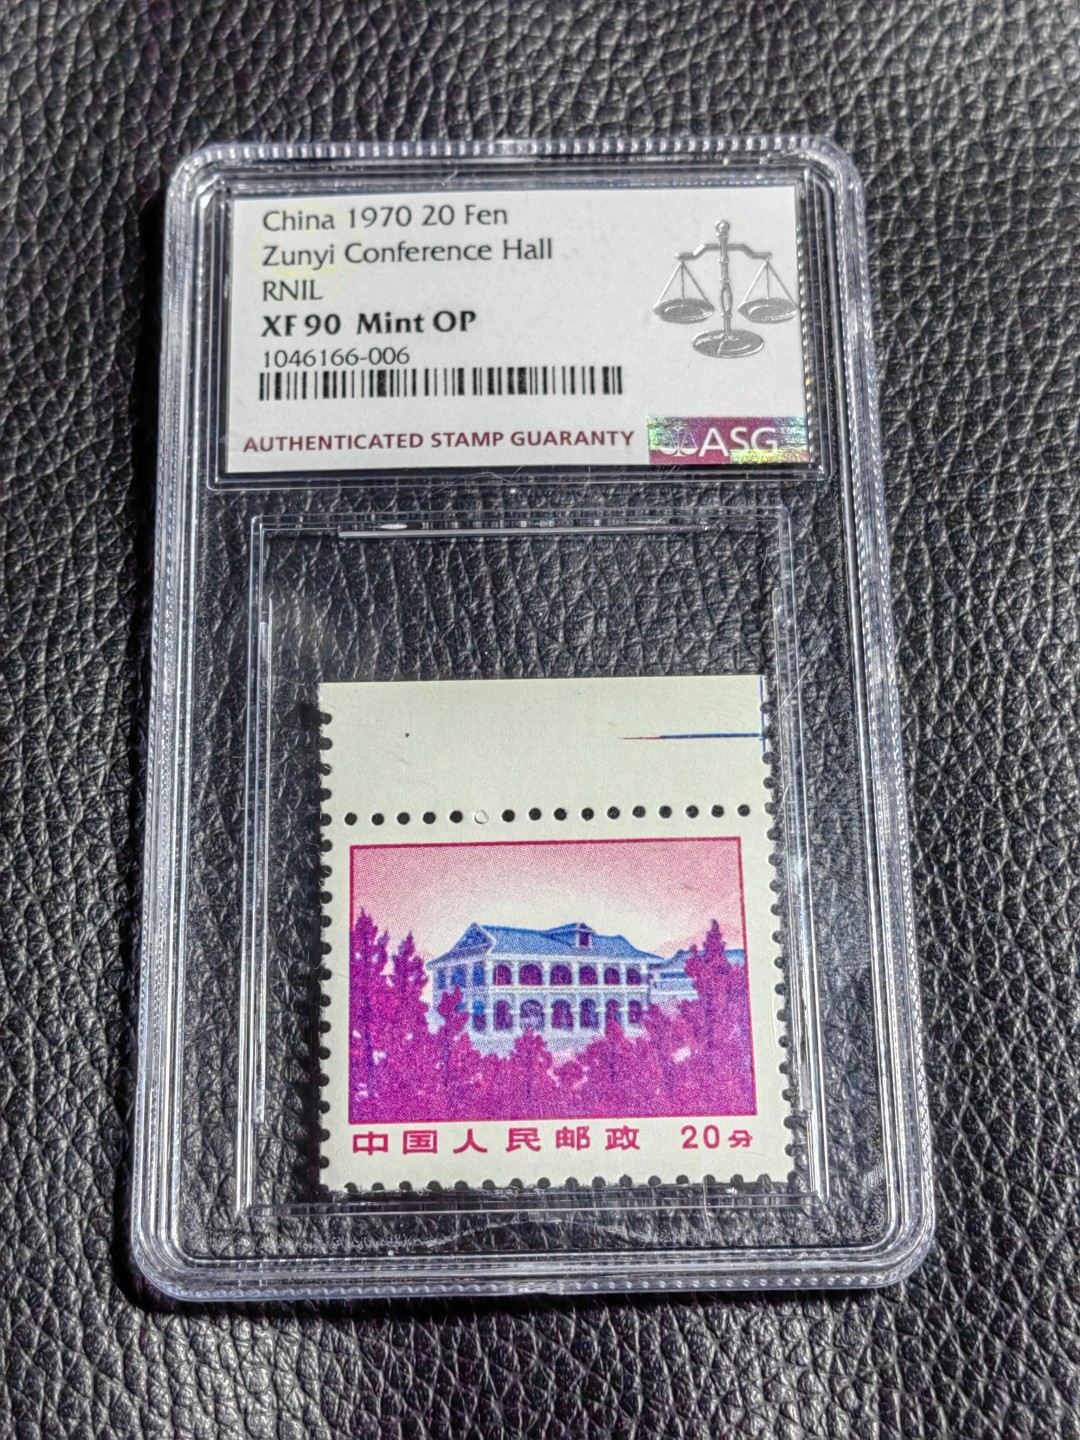 China 1970 20 Fen
Zunyi Conference Hall
RNIL
XF 90 Mint OP
1046166-006
AUTHENTICATED STAMP GUARANTY
ASG
中国人民邮政 20分